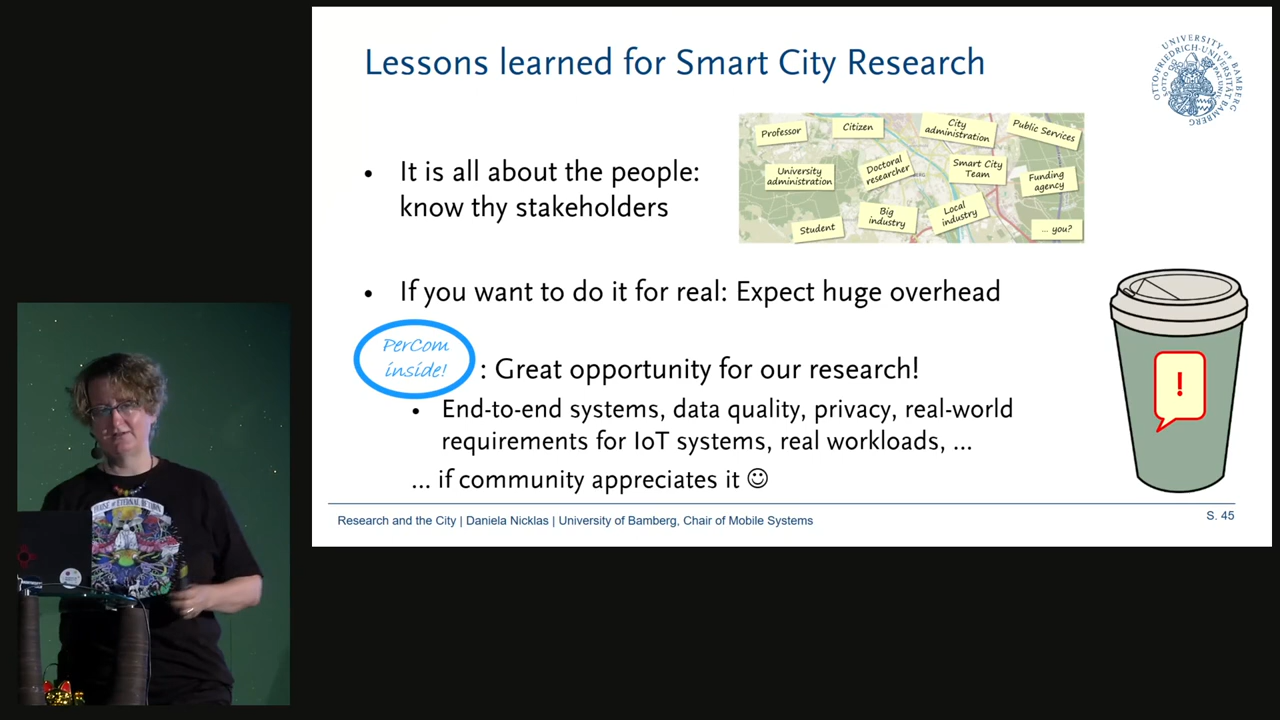 Lessons learned for Smart City Research
UNIVERSITY of BAMBERG
OTTO-FRIEDRICH-UNIVERSITÄT BAMBERG
Professor
Citizen
City
administration
Public Services
University
administration
Doctoral
researcher
Smart City
Team
Funding
agency
Student
Big
industry
Local
industry
... you?
• It is all about the people:
know thy stakeholders
• If you want to do it for real: Expect huge overhead
PerCom
inside!
: Great opportunity for our research!
• End-to-end systems, data quality, privacy, real-world
requirements for IoT systems, real workloads, ...
... if community appreciates it ☺
!
Research and the City | Daniela Nicklas | University of Bamberg, Chair of Mobile Systems
S. 45